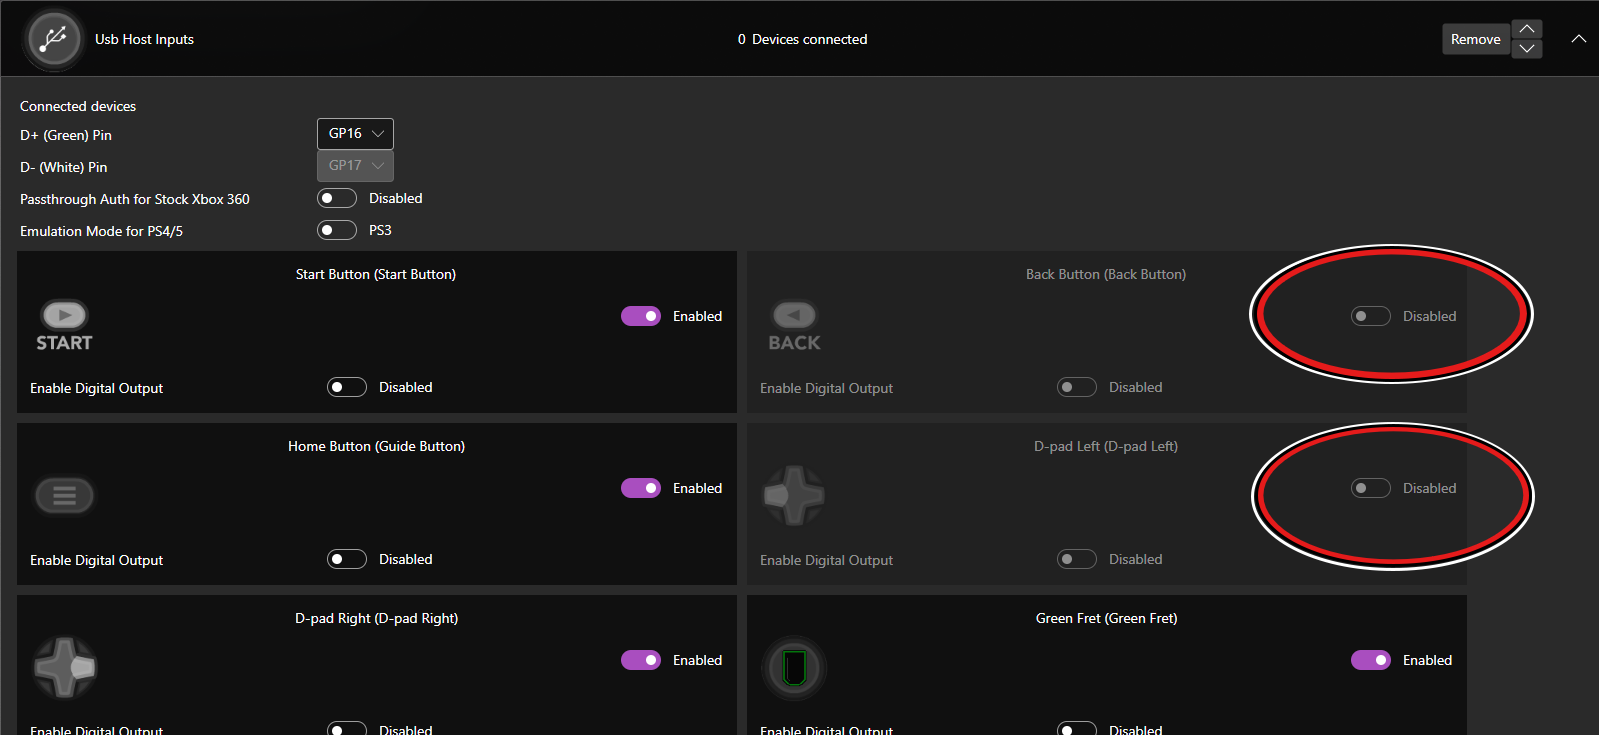 Usb Host Inputs
0 Devices connected
Remove
Connected devices
D+ (Green) Pin
GP16
D- (White) Pin
GP17
Passthrough Auth for Stock Xbox 360
Disabled
Emulation Mode for PS4/5
PS3
Start Button (Start Button)
Enabled
START
Enable Digital Output
Disabled
Back Button (Back Button)
Disabled
BACK
Enable Digital Output
Disabled
Home Button (Guide Button)
Enabled
Enable Digital Output
Disabled
D-pad Left (D-pad Left)
Disabled
Enable Digital Output
Disabled
D-pad Right (D-pad Right)
Enabled
Enable Digital Output
Disabled
Green Fret (Green Fret)
Enabled
Enable Digital Output
Disabled